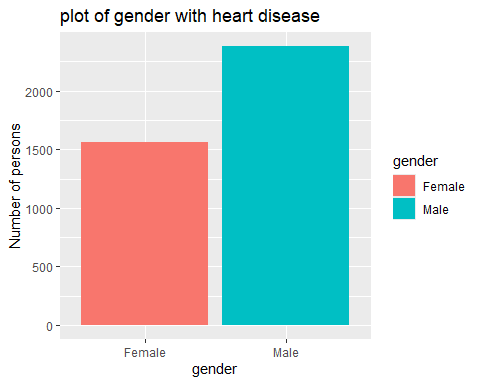 plot of gender with heart disease
Number of persons
2000
1500
1000
500
0
Female
Male
gender
gender
Female
Male